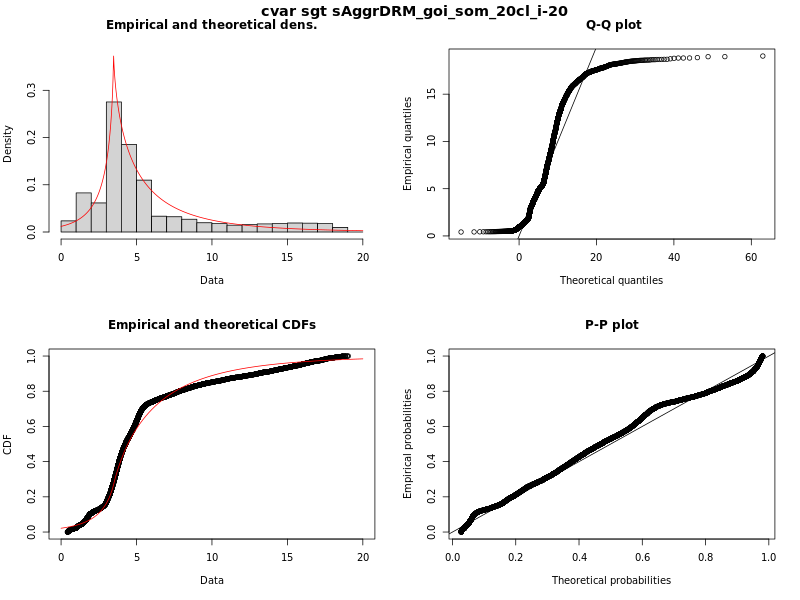 cvar sgt sAggrDRM_goi_som_20cl_i-20
Empirical and theoretical dens.
Density
0.0 0.1 0.2 0.3
0 5 10 15 20
Data
Q-Q plot
Empirical quantiles
0 5 10 15
0 20 40 60
Theoretical quantiles
Empirical and theoretical CDFs
CDF
0.0 0.2 0.4 0.6 0.8 1.0
0 5 10 15 20
Data
P-P plot
Empirical probabilities
0.0 0.2 0.4 0.6 0.8 1.0
0.0 0.2 0.4 0.6 0.8 1.0
Theoretical probabilities